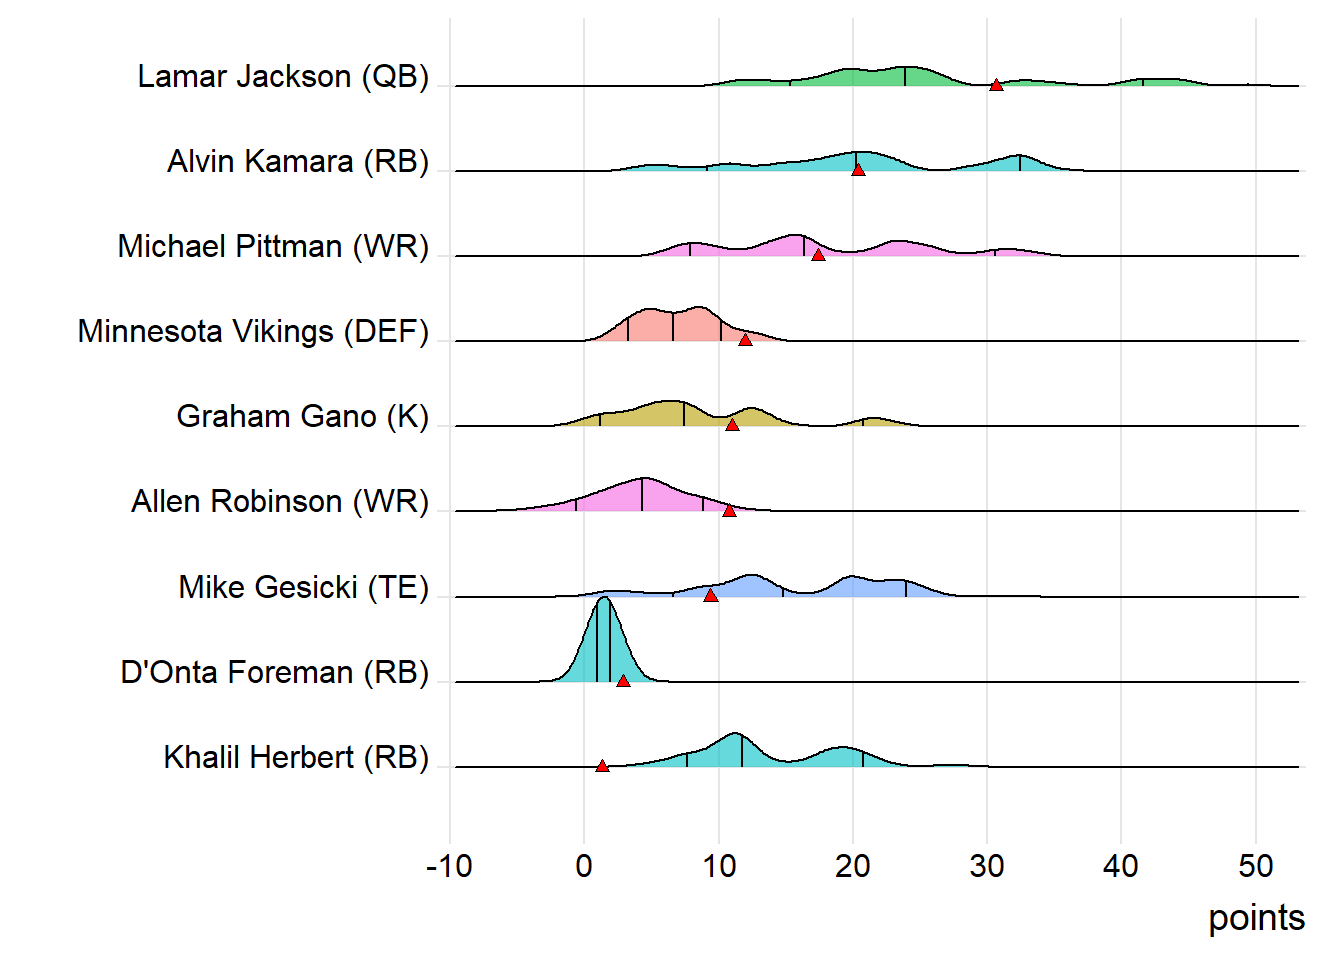 Lamar Jackson (QB)
Alvin Kamara (RB)
Michael Pittman (WR)
Minnesota Vikings (DEF)
Graham Gano (K)
Allen Robinson (WR)
Mike Gesicki (TE)
D'Onta Foreman (RB)
Khalil Herbert (RB)
-10 0 10 20 30 40 50
points